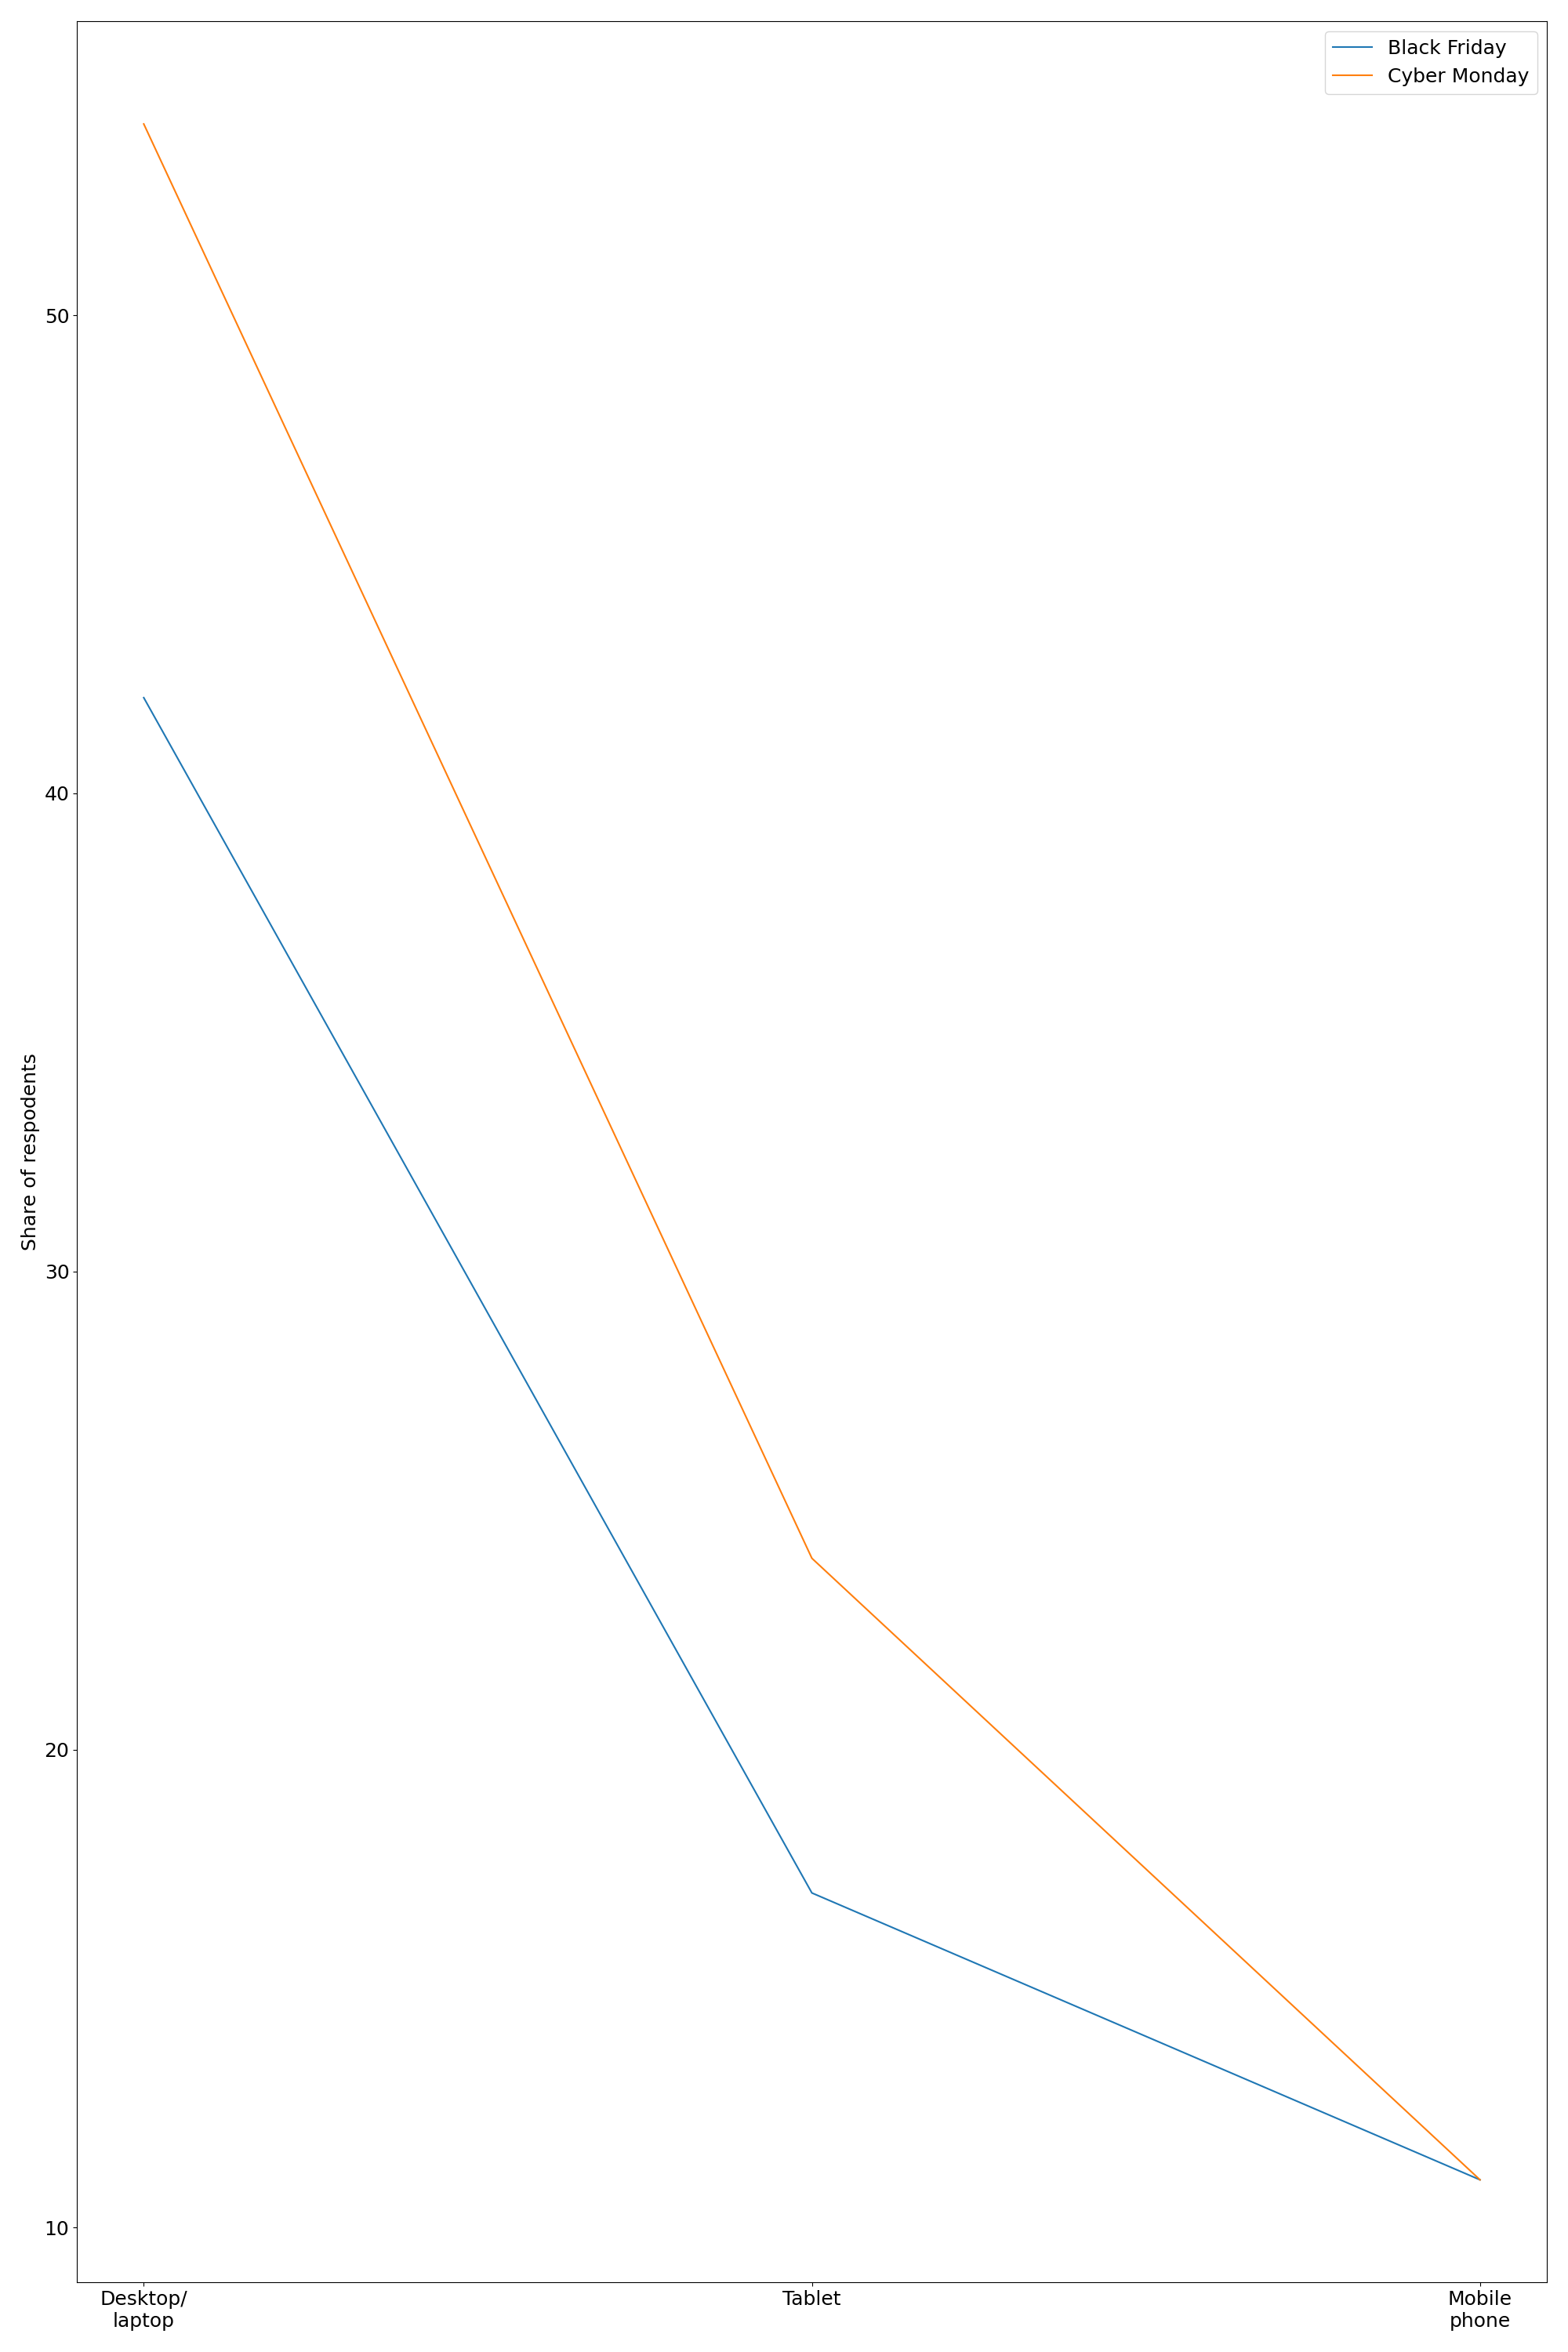 Black Friday
Cyber Monday
Share of respodents
50
40
30
20
10
Desktop/
laptop
Tablet
Mobile
phone